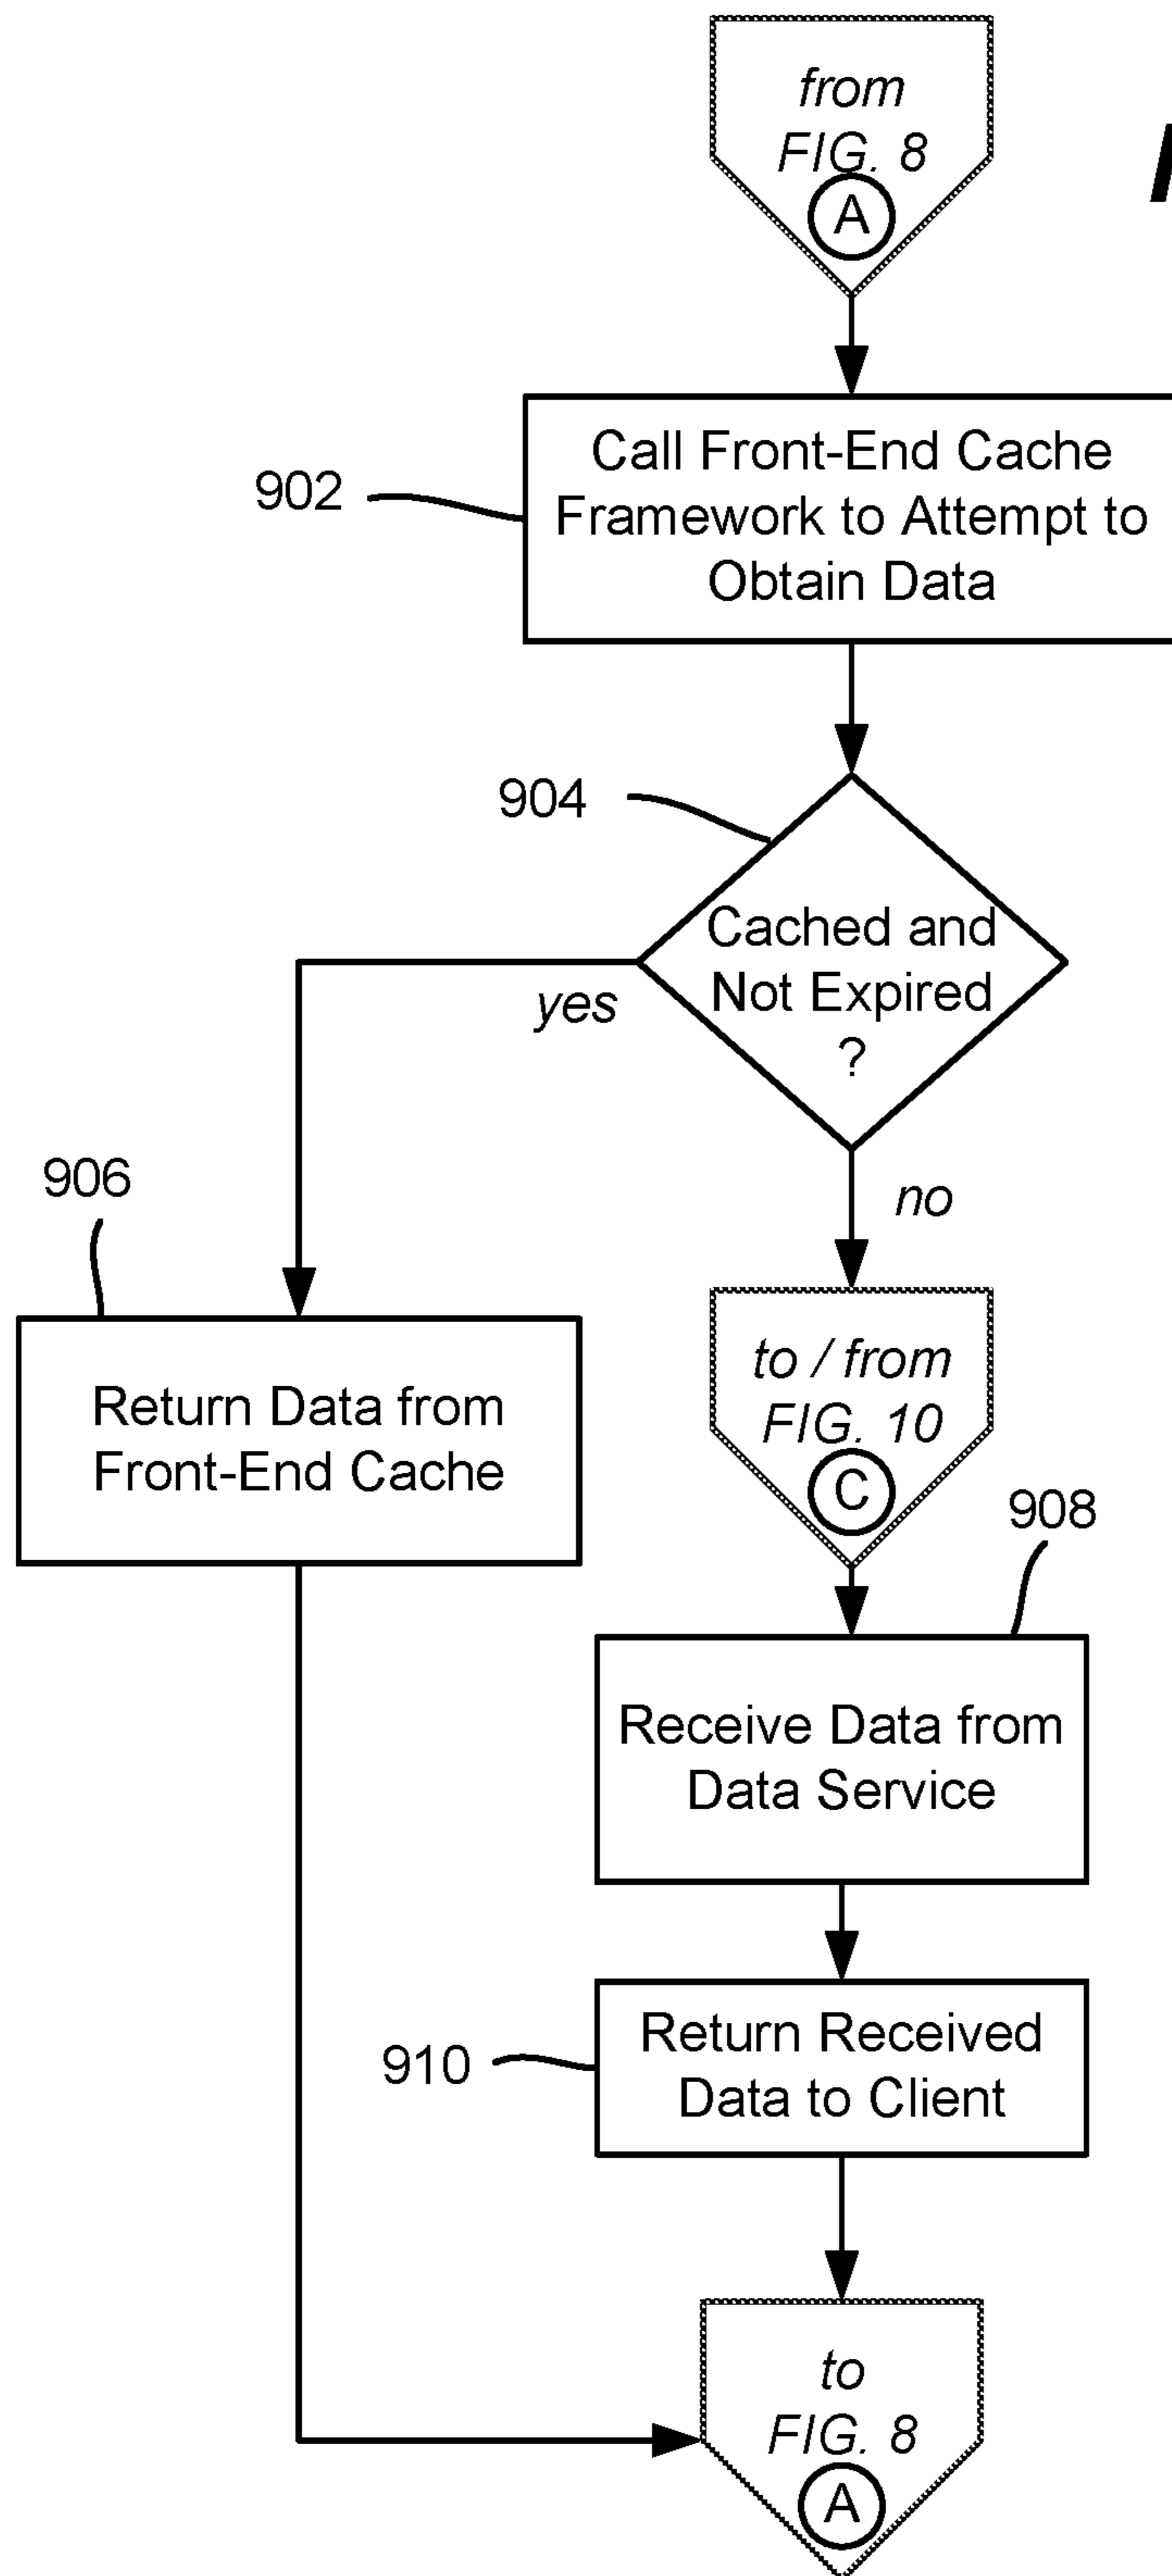 from
FIG. 8
A
902
Call Front-End Cache
Framework to Attempt to
Obtain Data
904
Cached and
Not Expired
?
yes
no
906
Return Data from
Front-End Cache
to / from
FIG. 10
C
908
Receive Data from
Data Service
910
Return Received
Data to Client
to
FIG. 8
A